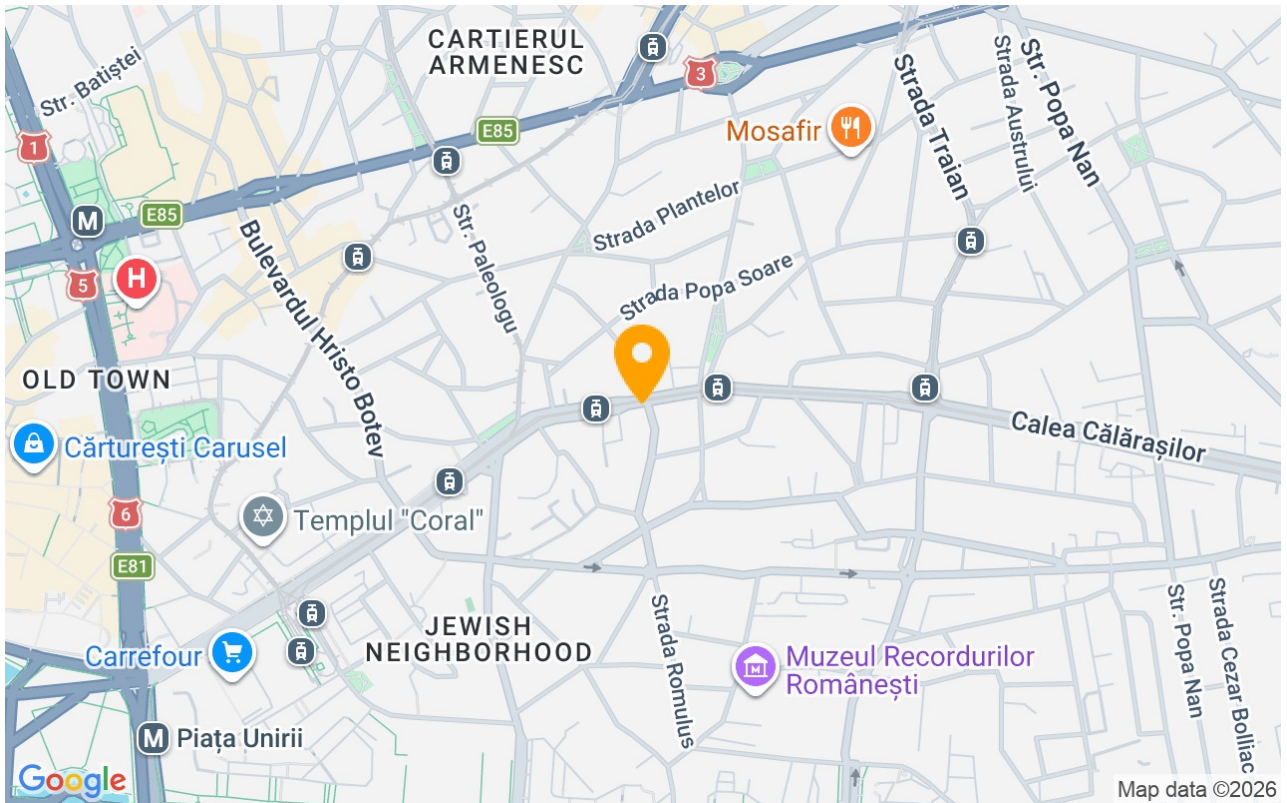 CARTIERUL
ARMENESC
Str. Batiștei
3
Mosafir
Strada Traian
Strada Austrului
Str. Popa Nan
1
E85
E85
M
Strada Plantelor
Str. Paleologu
Bulevardul Hristo Botev
5
H
Strada Popa Soare
OLD TOWN
Cărturești Carusel
Calea Călărașilor
6
Templul "Coral"
E81
JEWISH
NEIGHBORHOOD
Strada Romulus
Carrefour
Muzeul Recordurilor
Românești
Str. Popa Nan
Strada Cezar Bolliac
M Piața Unirii
Google
Map data ©2026